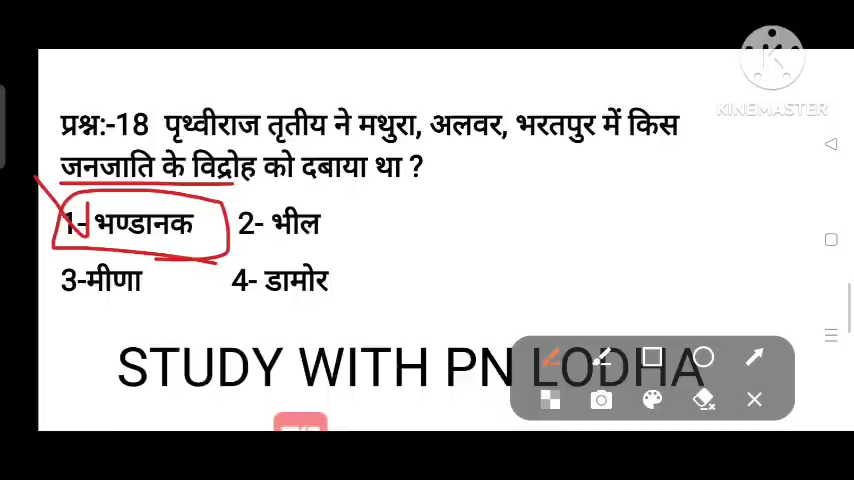 KINEMASTER
प्रश्न:-18 पृथ्वीराज तृतीय ने मथुरा, अलवर, भरतपुर में किस
जनजाति के विद्रोह को दबाया था ?
1- भण्डानक 2- भील
3-मीणा 4- डामोर
STUDY WITH PN LODHA